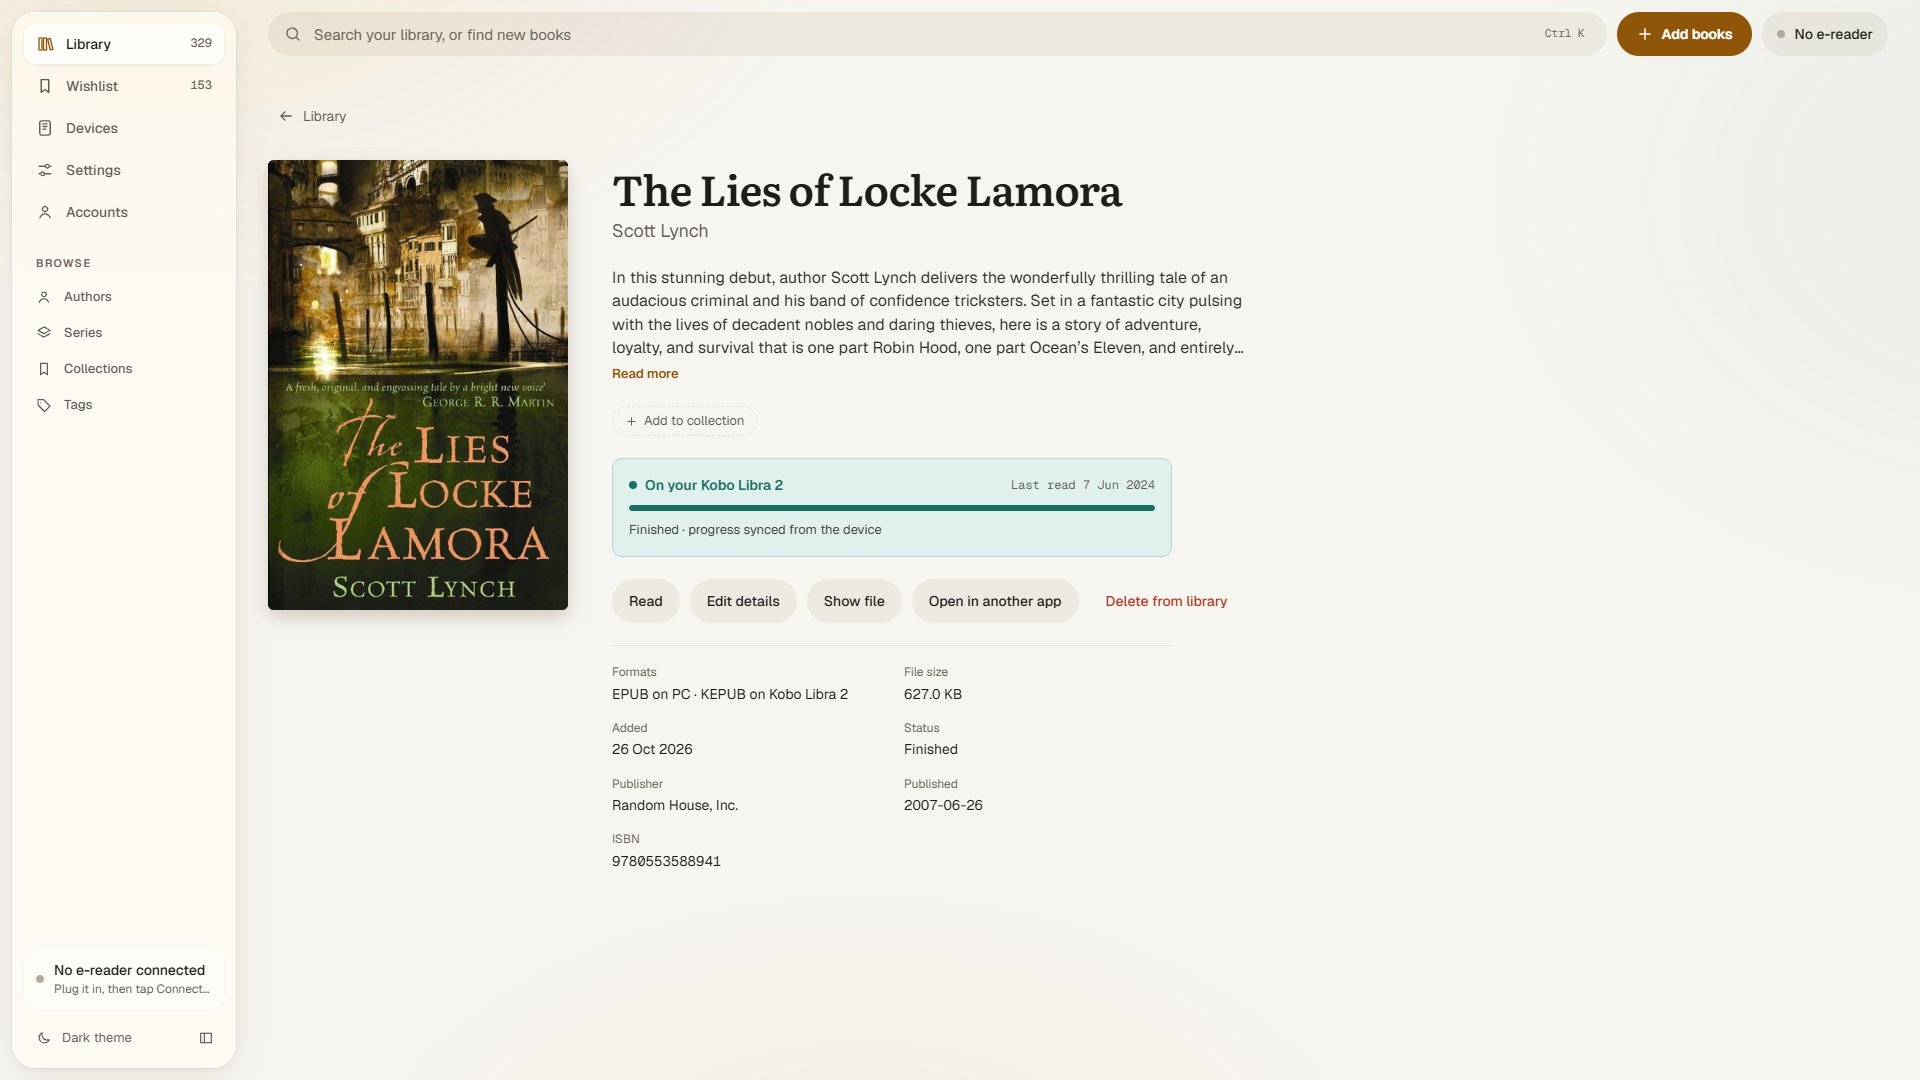 Library 329
Wishlist 153
Devices
Settings
Accounts
BROWSE
Authors
Series
Collections
Tags
No e-reader connected
Plug it in, then tap Connect...
Dark theme
Search your library, or find new books
Ctrl K
Add books
No e-reader
Library
A fresh, original, and engrossing tale by a bright new voice'
GEORGE R. R. MARTIN
The LIES
of LOCKE
LAMORA
SCOTT LYNCH
The Lies of Locke Lamora
Scott Lynch
In this stunning debut, author Scott Lynch delivers the wonderfully thrilling tale of an
audacious criminal and his band of confidence tricksters. Set in a fantastic city pulsing
with the lives of decadent nobles and daring thieves, here is a story of adventure,
loyalty, and survival that is one part Robin Hood, one part Ocean’s Eleven, and entirely...
Read more
Add to collection
On your Kobo Libra 2
Last read 7 Jun 2024
Finished · progress synced from the device
Read
Edit details
Show file
Open in another app
Delete from library
Formats
EPUB on PC · KEPUB on Kobo Libra 2
File size
627.0 KB
Added
26 Oct 2026
Status
Finished
Publisher
Random House, Inc.
Published
2007-06-26
ISBN
9780553588941